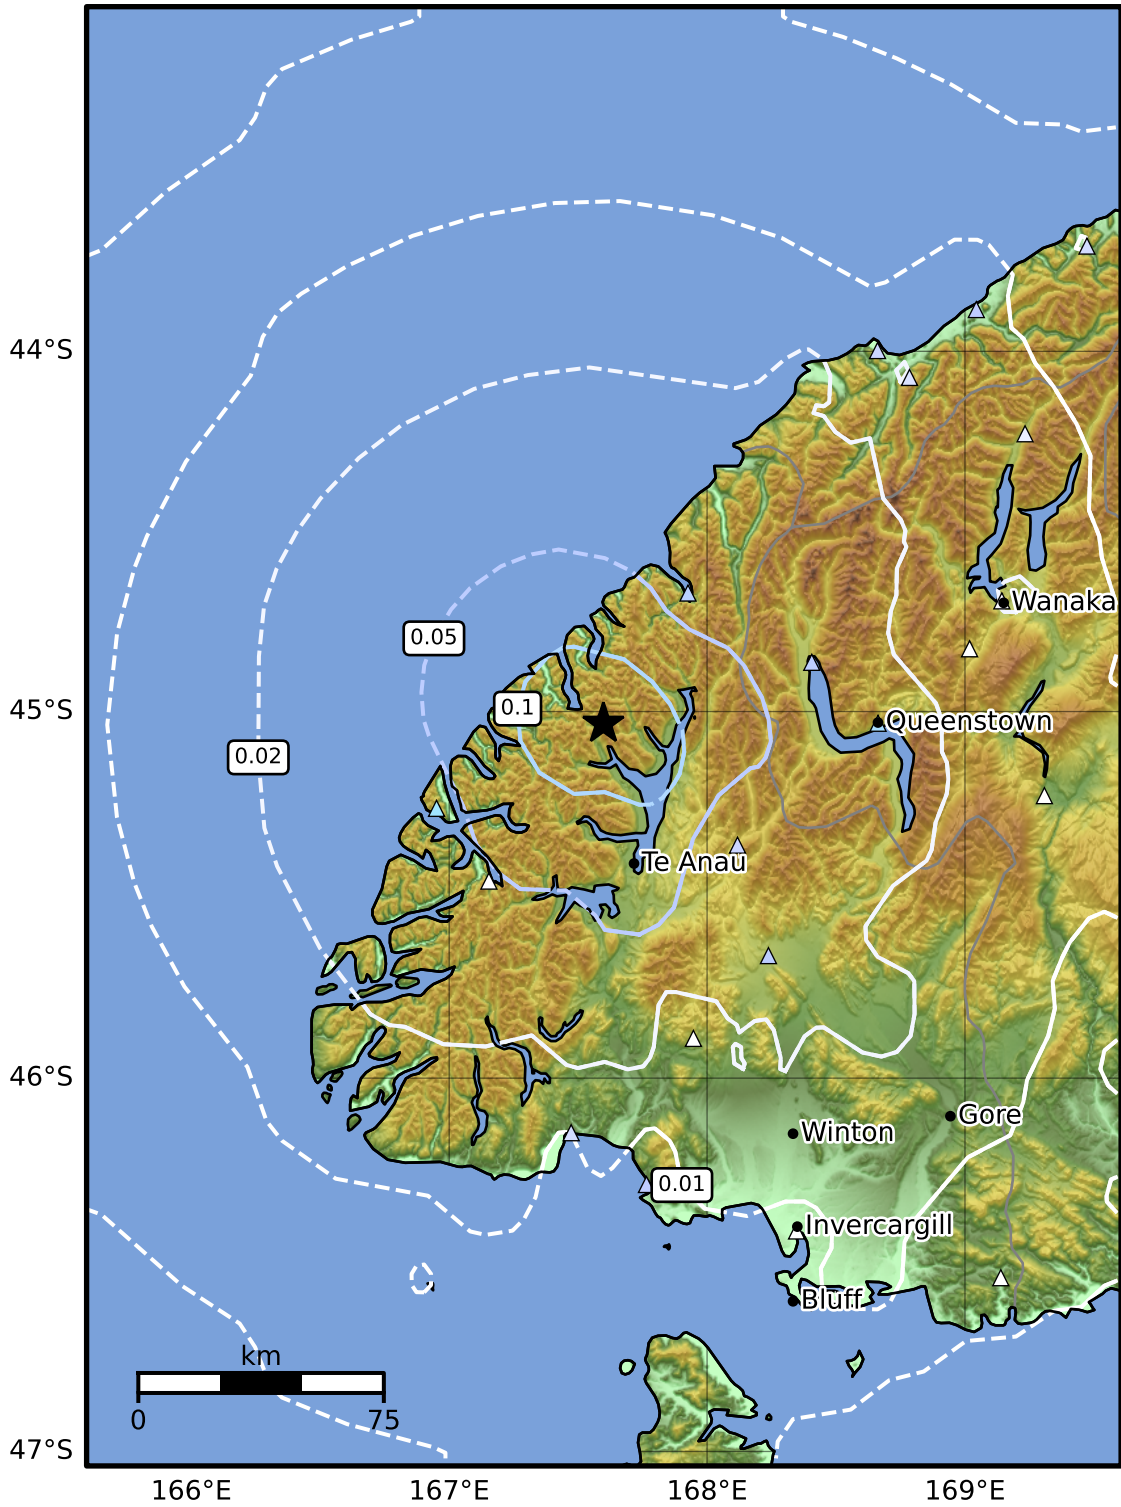 44°S
Wanaka
0.05
45°S
0.1
Queenstown
0.02
Te Anau
46°S
Gore
Winton
0.01
Invercargill
Bluff
km
0
75
47°S
166°E
167°E
168°E
169°E